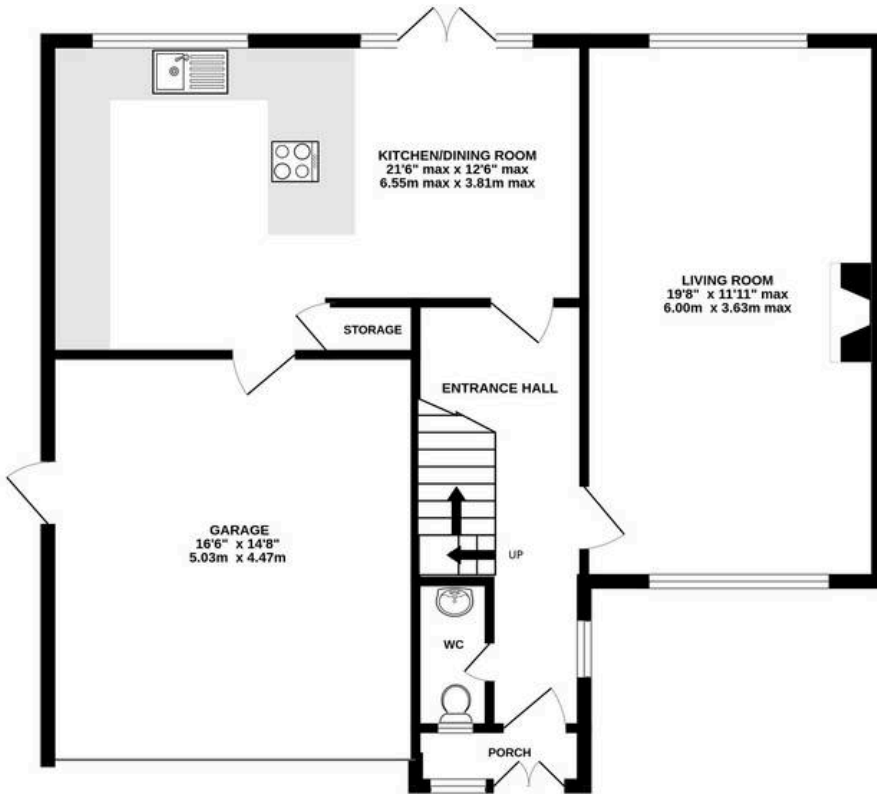 KITCHEN/DINING ROOM
21'6" max x 12'6" max
6.55m max x 3.81m max
LIVING ROOM
19'8" x 11'11" max
6.00m x 3.63m max
STORAGE
ENTRANCE HALL
GARAGE
16'6" x 14'8"
5.03m x 4.47m
UP
WC
PORCH